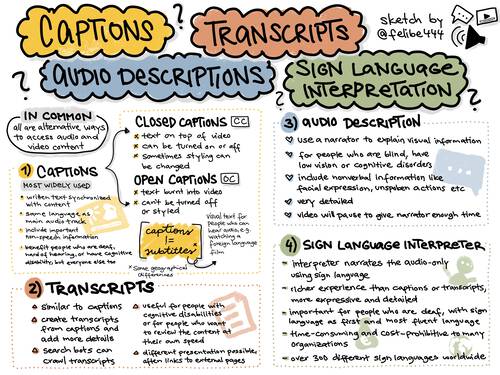 CAPTIONS
?
TRANSCRIPTS
sketch by
@felibe444
AUDIO DESCRIPTIONS
?
SIGN LANGUAGE
INTERPRETATION
?
?
IN COMMON
all are alternative ways
to access audio and
video content
1) CAPTIONS
MOST WIDELY USED
written text synchronised
with content
same language as
main audio track
include important
non-speech information
benefit people who are deaf,
hard of hearing, or have cognitive
disability, but everyone else too
CLOSED CAPTIONS CC
text on top of video
can be turned on or off
sometimes styling can
be changed
OPEN CAPTIONS OC
text burnt into video
can't be turned off
or styled
captions
!=
subtitles*
visual text for
people who can
hear audio, e.g.
watching a
foreign language
film
* Some geographical
differences
2) TRANSCRIPTS
similar to captions
create transcripts
from captions and
add more details
search bots can
crawl transcripts
useful for people with
cognitive disabilities
or for people who want
to review the content at
their own speed
different presentation possible,
often links to external pages
3) AUDIO DESCRIPTION
use a narrator to explain visual information
for people who are blind, have
low vision or cognitive disorders
include nonverbal information like
facial expression, unspoken actions etc
very detailed
video will pause to give narrator enough time
4) SIGN LANGUAGE INTERPRETER
interpreter narrates the audio-only
using sign language
richer experience than captions or transcripts,
more expressive and detailed
important for people who are deaf, with sign
language as first and most fluent language
time-consuming and cost-prohibitive to many
organizations
over 300 different sign languages worldwide